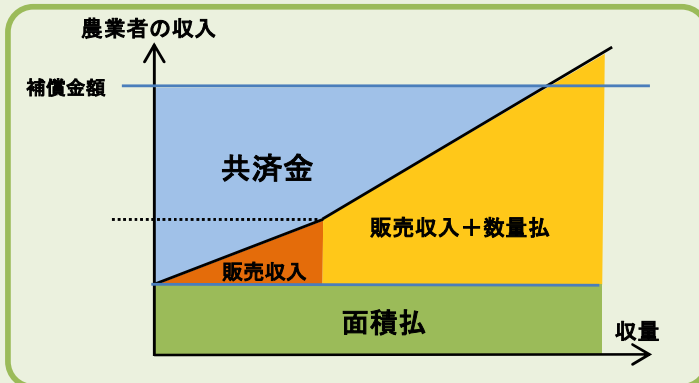 農業者の収入
補償金額
共済金
販売収入＋数量払
販売収入
面積払
収量